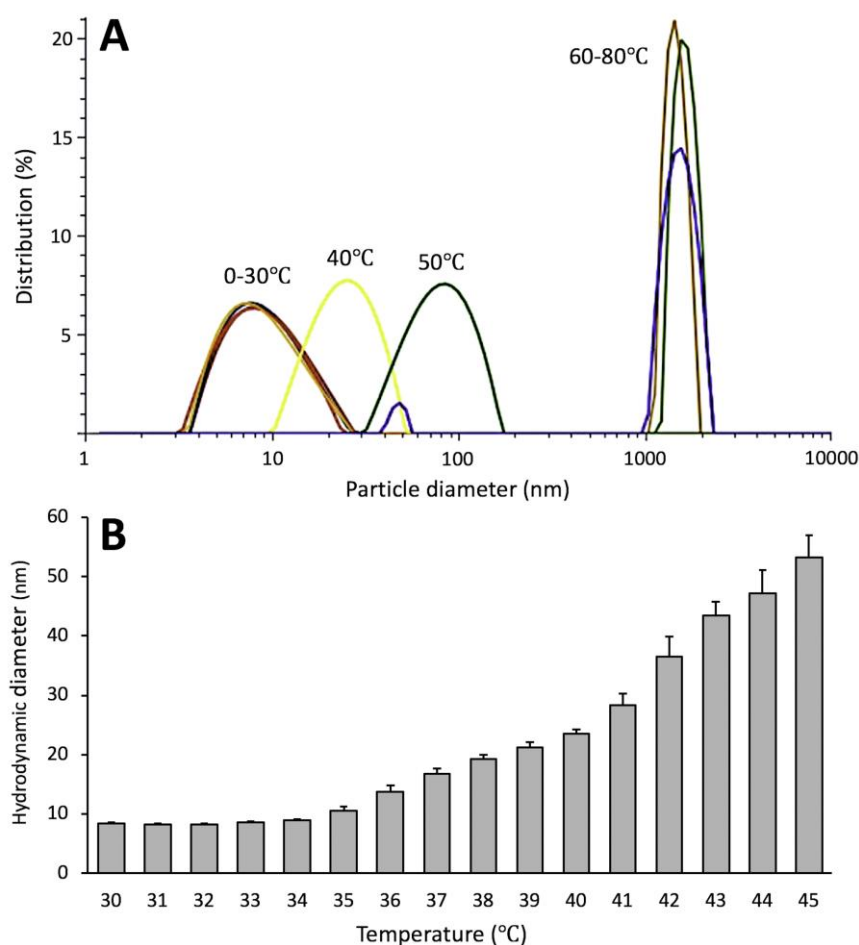 A
20
15
10
5
Distribution (%)
0-30℃
40℃
50℃
60-80℃
1 10 100 1000 10000
Particle diameter (nm)
B
60
50
40
30
20
10
0
Hydrodynamic diameter (nm)
30 31 32 33 34 35 36 37 38 39 40 41 42 43 44 45
Temperature (℃)